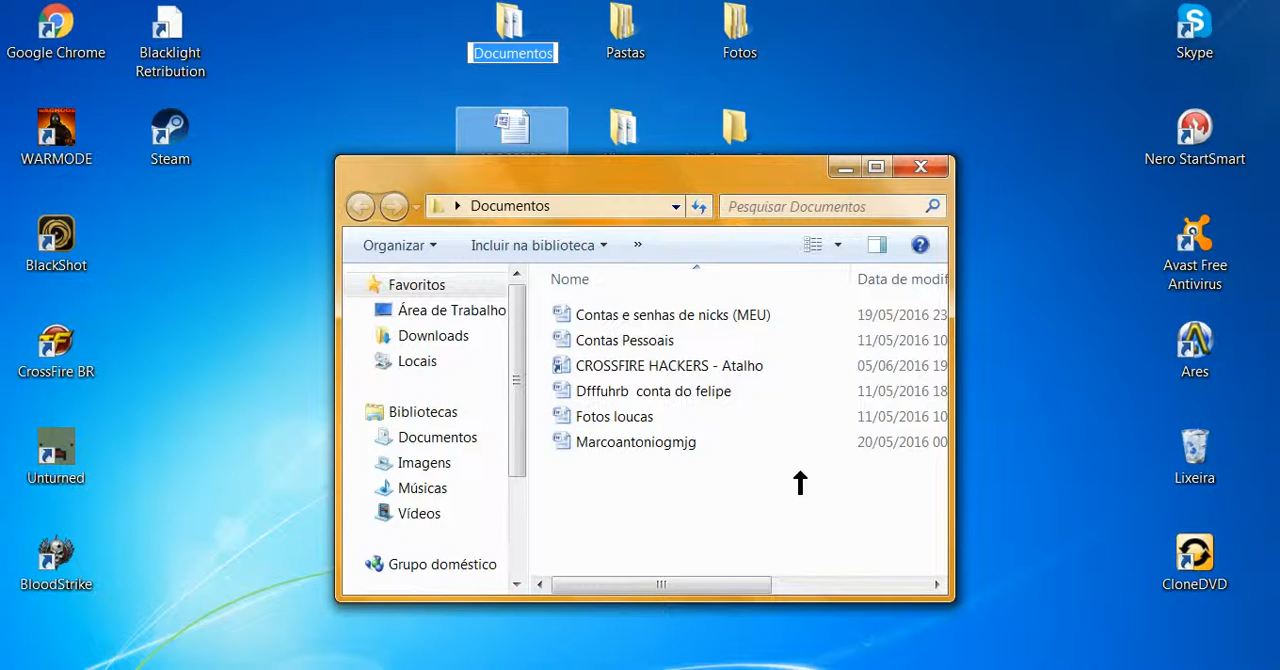 Google Chrome
Blacklight
Retribution
Documentos
Pastas
Fotos
Skype
WARMODE
Steam
Nero StartSmart
BlackShot
Avast Free
Antivirus
CrossFire BR
Ares
Unturned
Lixeira
BloodStrike
CloneDVD
Documentos
Pesquisar Documentos
Organizar
Incluir na biblioteca
»
Favoritos
Área de Trabalho
Downloads
Locais
Bibliotecas
Documentos
Imagens
Músicas
Vídeos
Grupo doméstico
Nome
Data de modif
Contas e senhas de nicks (MEU)
19/05/2016 23
Contas Pessoais
11/05/2016 10
CROSSFIRE HACKERS - Atalho
05/06/2016 19
Dfffuhrb conta do felipe
11/05/2016 18
Fotos loucas
11/05/2016 10
Marcoantoniogmjg
20/05/2016 00